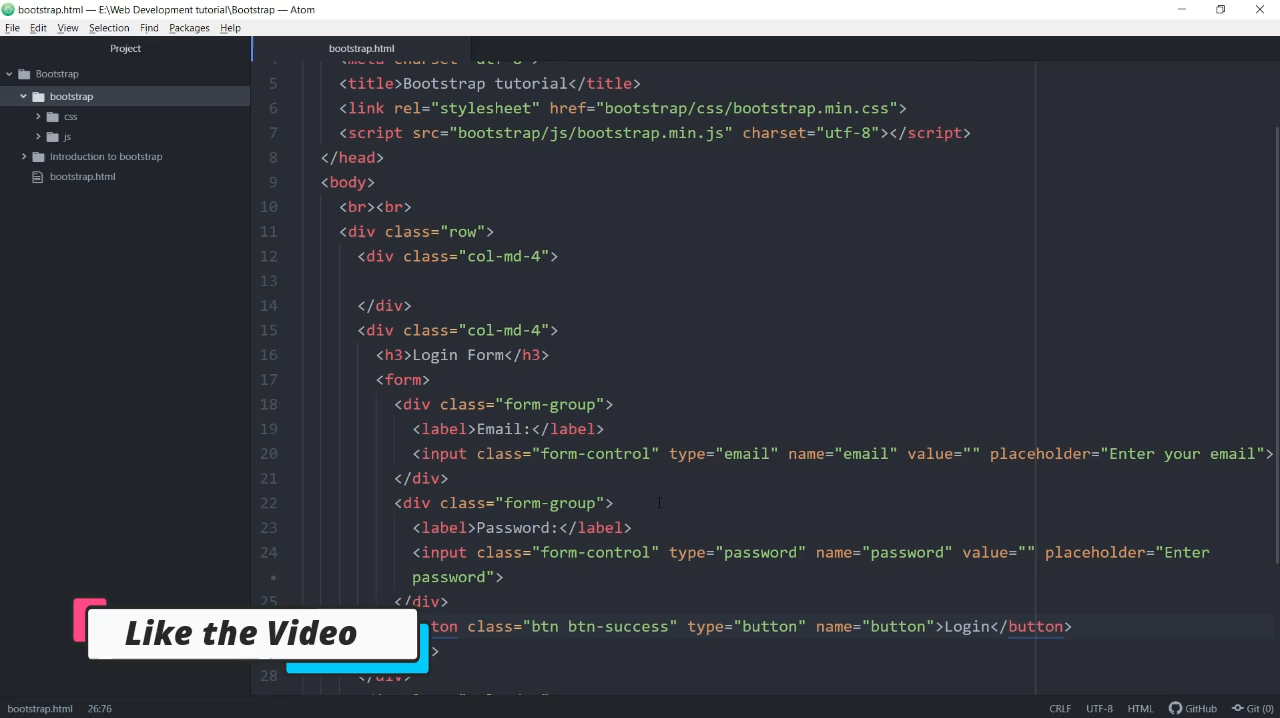 bootstrap.html — E:\Web Development tutorial\Bootstrap — Atom
File Edit View Selection Find Packages Help
Project
bootstrap.html
Bootstrap
bootstrap
css
js
Introduction to bootstrap
bootstrap.html
4 <meta charset="utf-8">
5 <title>Bootstrap tutorial</title>
6 <link rel="stylesheet" href="bootstrap/css/bootstrap.min.css">
7 <script src="bootstrap/js/bootstrap.min.js" charset="utf-8"></script>
8 </head>
9 <body>
10 <br><br>
11 <div class="row">
12 <div class="col-md-4">
13
14 </div>
15 <div class="col-md-4">
16 <h3>Login Form</h3>
17 <form>
18 <div class="form-group">
19 <label>Email:</label>
20 <input class="form-control" type="email" name="email" value="" placeholder="Enter your email">
21 </div>
22 <div class="form-group">
23 <label>Password:</label>
24 <input class="form-control" type="password" name="password" value="" placeholder="Enter
• password">
25 </div>
ton class="btn btn-success" type="button" name="button">Login</button>
>
28 </div>
Like the Video
bootstrap.html 26:76 CRLF UTF-8 HTML GitHub Git (0)